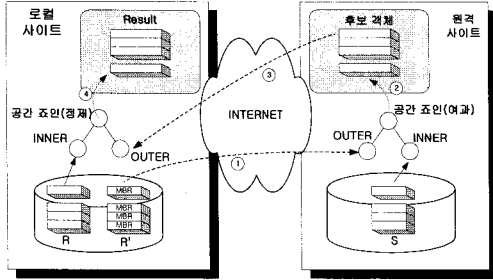 로컬
사이트
Result
④
공간 죠인(정제)
INNER
OUTER
MBR
MBR
MBR
MBR
R
R'
INTERNET
③
①
후보 객체
원격
사이트
②
공간 죠인(여과)
OUTER
INNER
S